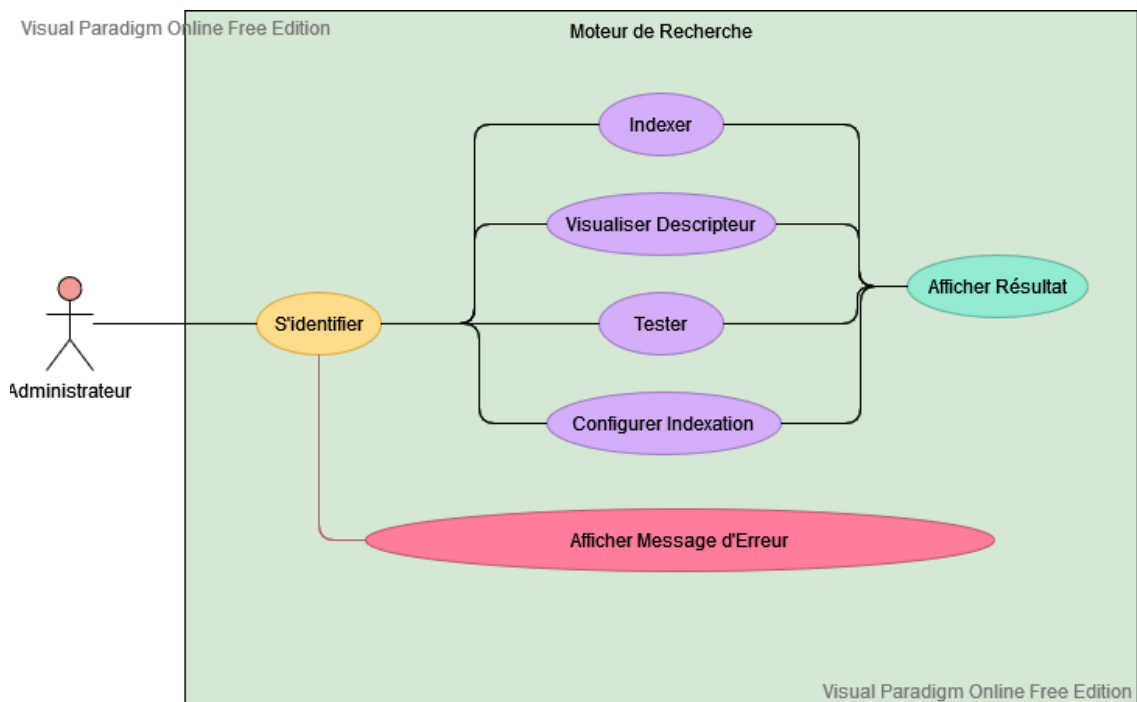 Visual Paradigm Online Free Edition
Moteur de Recherche
Indexer
Visualiser Descripteur
Afficher Résultat
S'identifier
Tester
Administrateur
Configurer Indexation
Afficher Message d'Erreur
Visual Paradigm Online Free Edition